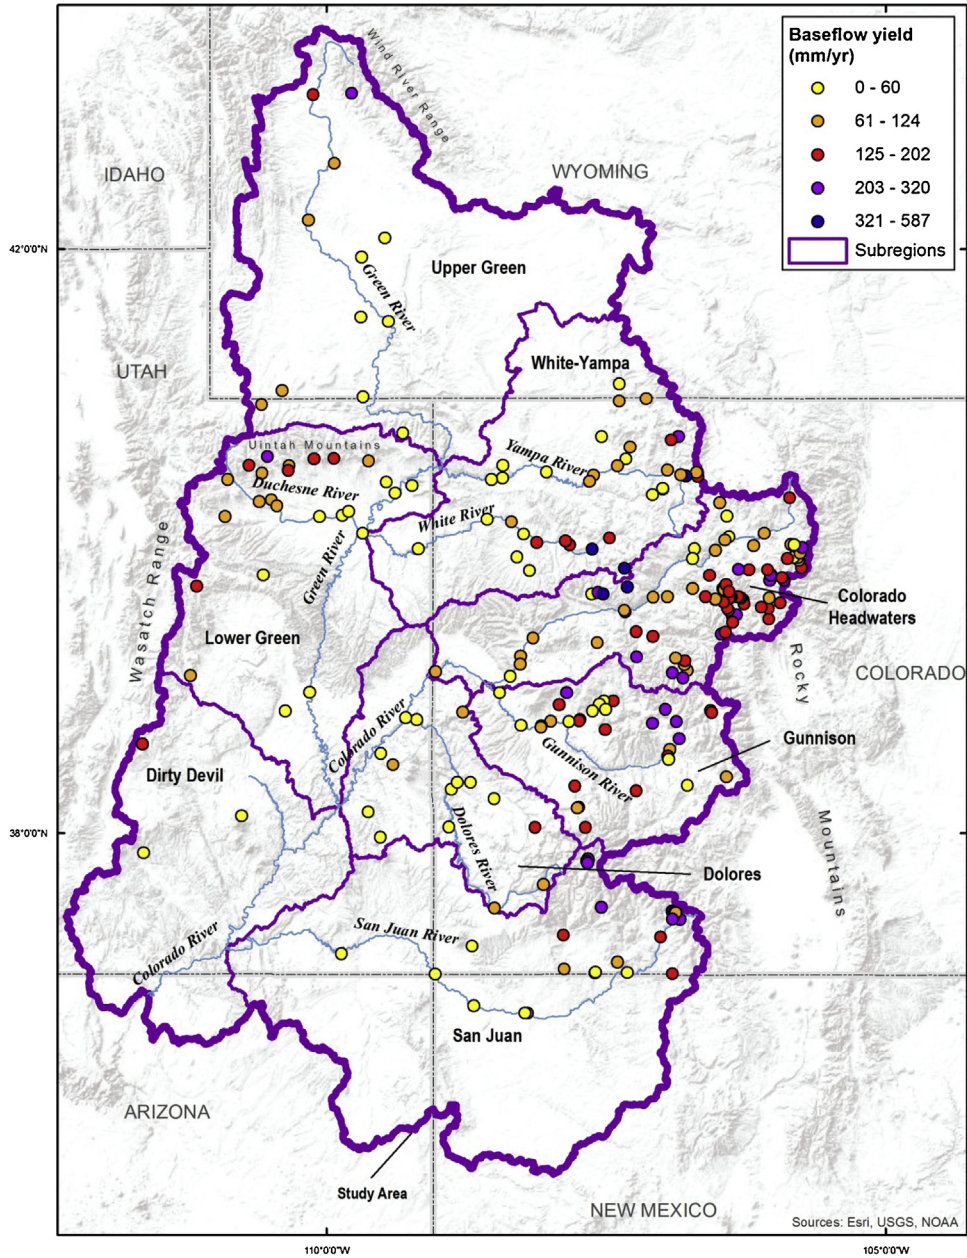 Baseflow yield
(mm/yr)
0 - 60
61 - 124
125 - 202
203 - 320
321 - 587
Subregions
Wind River Range
IDAHO
WYOMING
42°0'0"N
Upper Green
Green River
UTAH
White-Yampa
Uintah Mountains
Yampa River
Duchesne River
White River
Green River
Wasatch Range
Colorado
Headwaters
Lower Green
Rocky
COLORADO
Colorado River
Gunnison
Gunnison River
Dirty Devil
38°0'0"N
Dolores River
Mountains
Dolores
San Juan River
Colorado River
San Juan
ARIZONA
Study Area
NEW MEXICO
Sources: Esri, USGS, NOAA
110°0'0"W
105°0'0"W